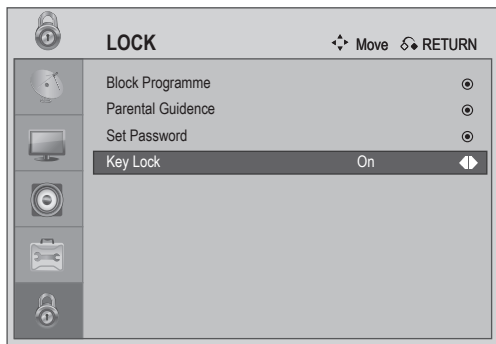 LOCK Move RETURN
Block Programme
Parental Guidence
Set Password
Key Lock On